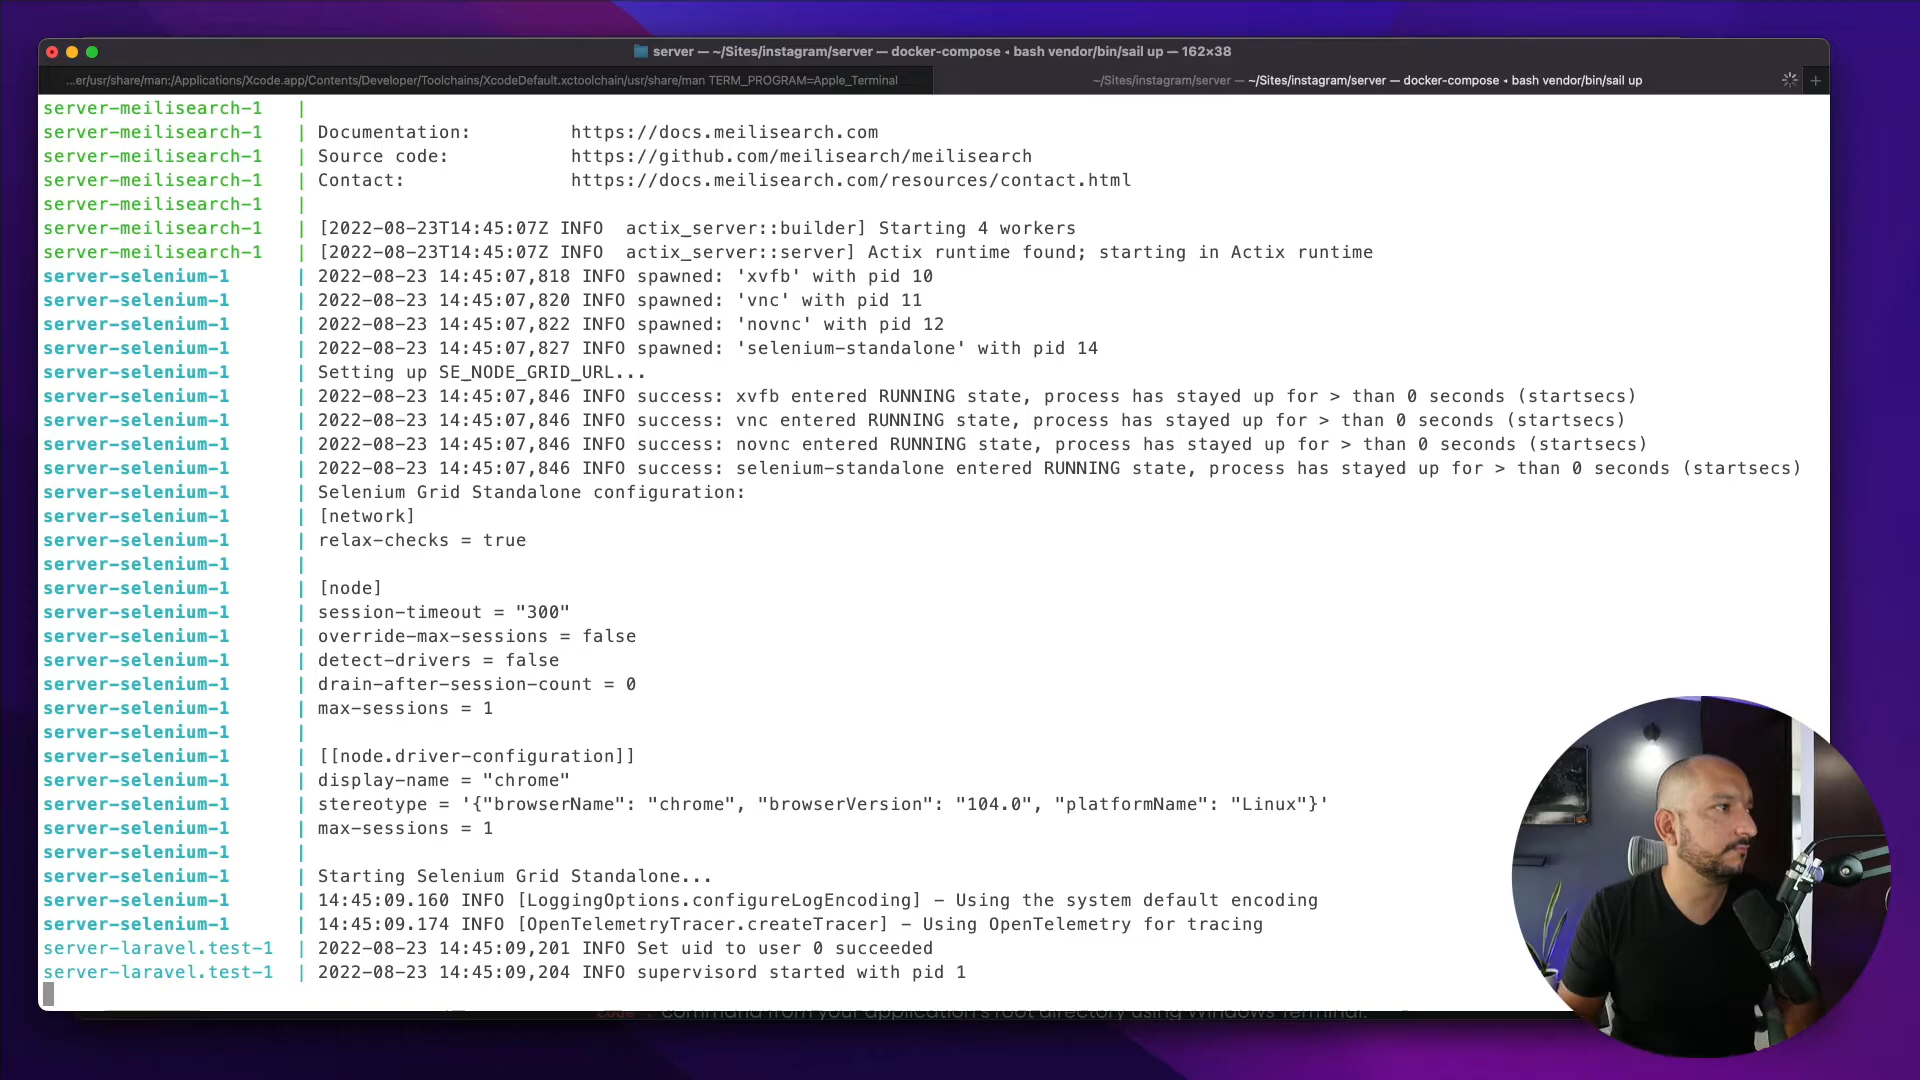 server — ~/Sites/instagram/server — docker-compose ◂ bash vendor/bin/sail up — 162×38
...er/usr/share/man:/Applications/Xcode.app/Contents/Developer/Toolchains/XcodeDefault.xctoolchain/usr/share/man TERM_PROGRAM=Apple_Terminal
~/Sites/instagram/server — ~/Sites/instagram/server — docker-compose ◂ bash vendor/bin/sail up
server-meilisearch-1 |
server-meilisearch-1 | Documentation: https://docs.meilisearch.com
server-meilisearch-1 | Source code: https://github.com/meilisearch/meilisearch
server-meilisearch-1 | Contact: https://docs.meilisearch.com/resources/contact.html
server-meilisearch-1 |
server-meilisearch-1 | [2022-08-23T14:45:07Z INFO actix_server::builder] Starting 4 workers
server-meilisearch-1 | [2022-08-23T14:45:07Z INFO actix_server::server] Actix runtime found; starting in Actix runtime
server-selenium-1 | 2022-08-23 14:45:07,818 INFO spawned: 'xvfb' with pid 10
server-selenium-1 | 2022-08-23 14:45:07,820 INFO spawned: 'vnc' with pid 11
server-selenium-1 | 2022-08-23 14:45:07,822 INFO spawned: 'novnc' with pid 12
server-selenium-1 | 2022-08-23 14:45:07,827 INFO spawned: 'selenium-standalone' with pid 14
server-selenium-1 | Setting up SE_NODE_GRID_URL...
server-selenium-1 | 2022-08-23 14:45:07,846 INFO success: xvfb entered RUNNING state, process has stayed up for > than 0 seconds (startsecs)
server-selenium-1 | 2022-08-23 14:45:07,846 INFO success: vnc entered RUNNING state, process has stayed up for > than 0 seconds (startsecs)
server-selenium-1 | 2022-08-23 14:45:07,846 INFO success: novnc entered RUNNING state, process has stayed up for > than 0 seconds (startsecs)
server-selenium-1 | 2022-08-23 14:45:07,846 INFO success: selenium-standalone entered RUNNING state, process has stayed up for > than 0 seconds (startsecs)
server-selenium-1 | Selenium Grid Standalone configuration:
server-selenium-1 | [network]
server-selenium-1 | relax-checks = true
server-selenium-1 |
server-selenium-1 | [node]
server-selenium-1 | session-timeout = "300"
server-selenium-1 | override-max-sessions = false
server-selenium-1 | detect-drivers = false
server-selenium-1 | drain-after-session-count = 0
server-selenium-1 | max-sessions = 1
server-selenium-1 |
server-selenium-1 | [[node.driver-configuration]]
server-selenium-1 | display-name = "chrome"
server-selenium-1 | stereotype = '{"browserName": "chrome", "browserVersion": "104.0", "platformName": "Linux"}'
server-selenium-1 | max-sessions = 1
server-selenium-1 |
server-selenium-1 | Starting Selenium Grid Standalone...
server-selenium-1 | 14:45:09.160 INFO [LoggingOptions.configureLogEncoding] - Using the system default encoding
server-selenium-1 | 14:45:09.174 INFO [OpenTelemetryTracer.createTracer] - Using OpenTelemetry for tracing
server-laravel.test-1 | 2022-08-23 14:45:09,201 INFO Set uid to user 0 succeeded
server-laravel.test-1 | 2022-08-23 14:45:09,204 INFO supervisord started with pid 1
code . command from your application's root directory using Windows Terminal.